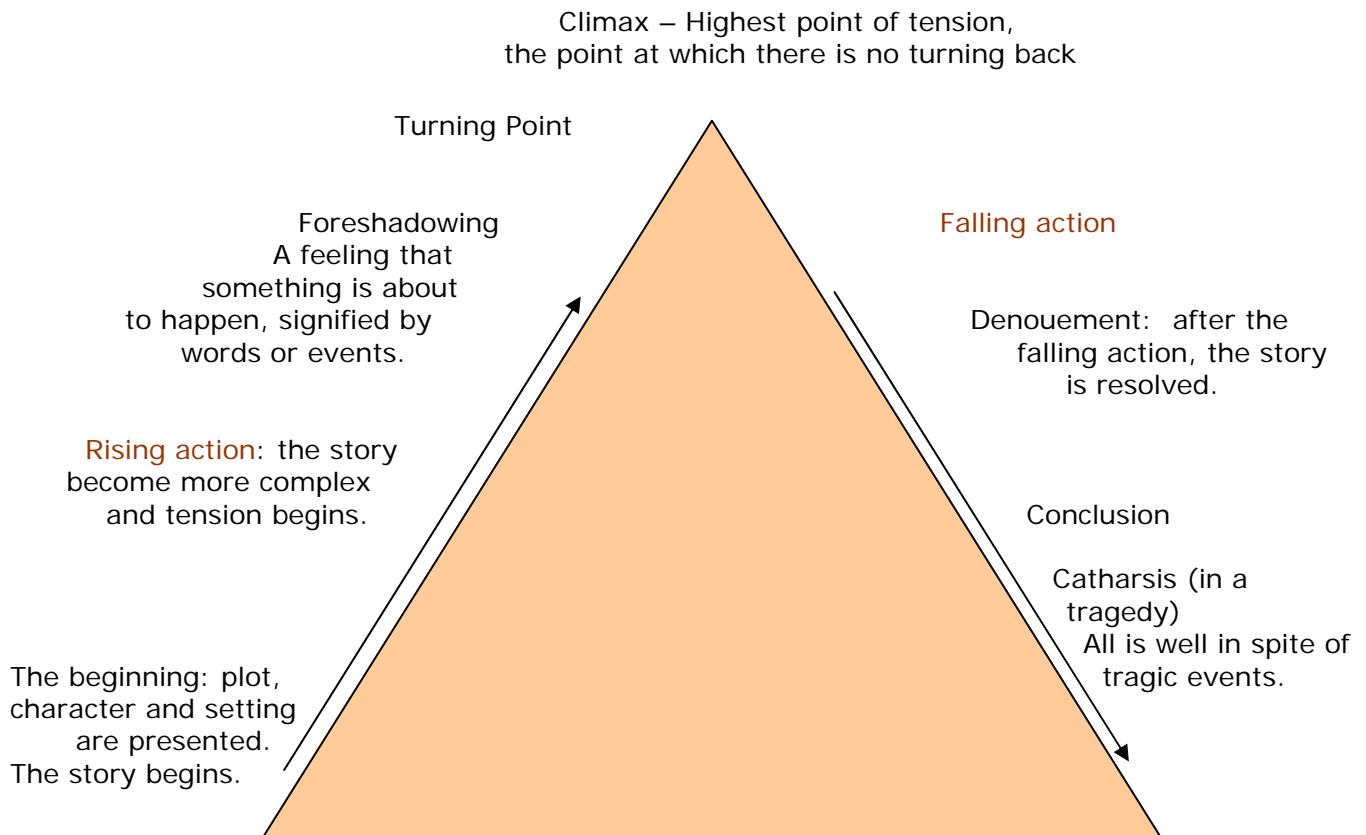 Climax – Highest point of tension,
the point at which there is no turning back
Turning Point
Foreshadowing
A feeling that
something is about
to happen, signified by
words or events.
Rising action: the story
become more complex
and tension begins.
The beginning: plot,
character and setting
are presented.
The story begins.
Falling action
Denouement: after the
falling action, the story
is resolved.
Conclusion
Catharsis (in a
tragedy)
All is well in spite of
tragic events.